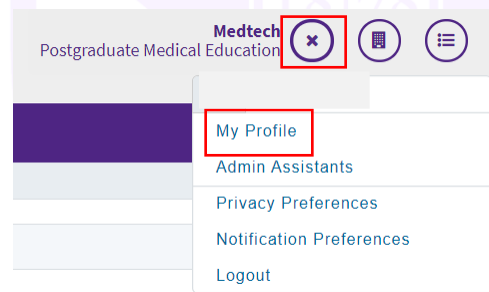 Medtech
Postgraduate Medical Education
My Profile
Admin Assistants
Privacy Preferences
Notification Preferences
Logout